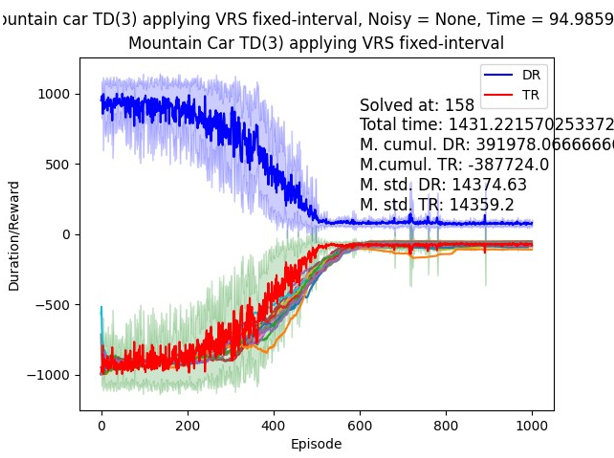 ountain car TD(3) applying VRS fixed-interval, Noisy = None, Time = 94.9859
Mountain Car TD(3) applying VRS fixed-interval
DR
TR
Solved at: 158
Total time: 1431.221570253372
M. cumul. DR: 391978.06666666
M.cumul. TR: -387724.0
M. std. DR: 14374.63
M. std. TR: 14359.2
Duration/Reward
1000
500
0
−500
−1000
0
200
400
600
800
1000
Episode